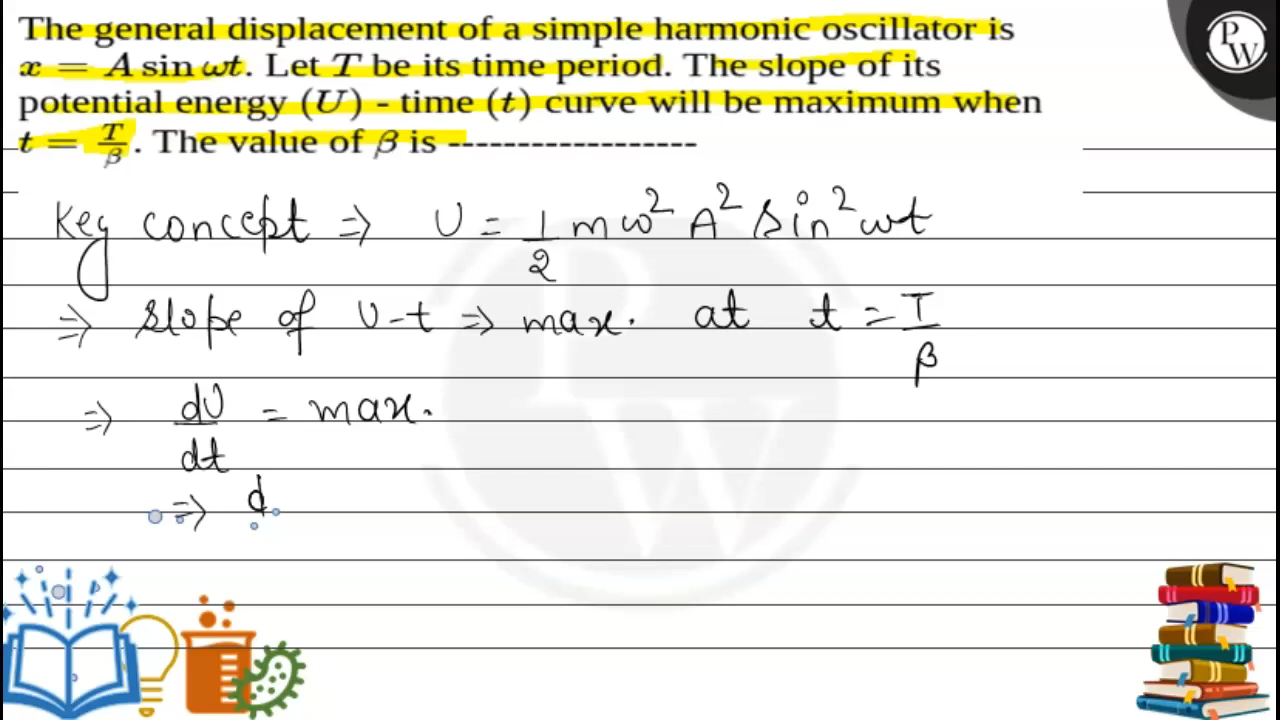 The general displacement of a simple harmonic oscillator is
x = A sin ωt. Let T be its time period. The slope of its
potential energy (U) - time (t) curve will be maximum when
t = T/β. The value of β is ------------------
Key concept ⇒ U = 1/2 mω² A² sin² ωt
⇒ slope of U-t ⇒ max. at t = T/β
⇒ dU/dt = max.
⇒ d
PW